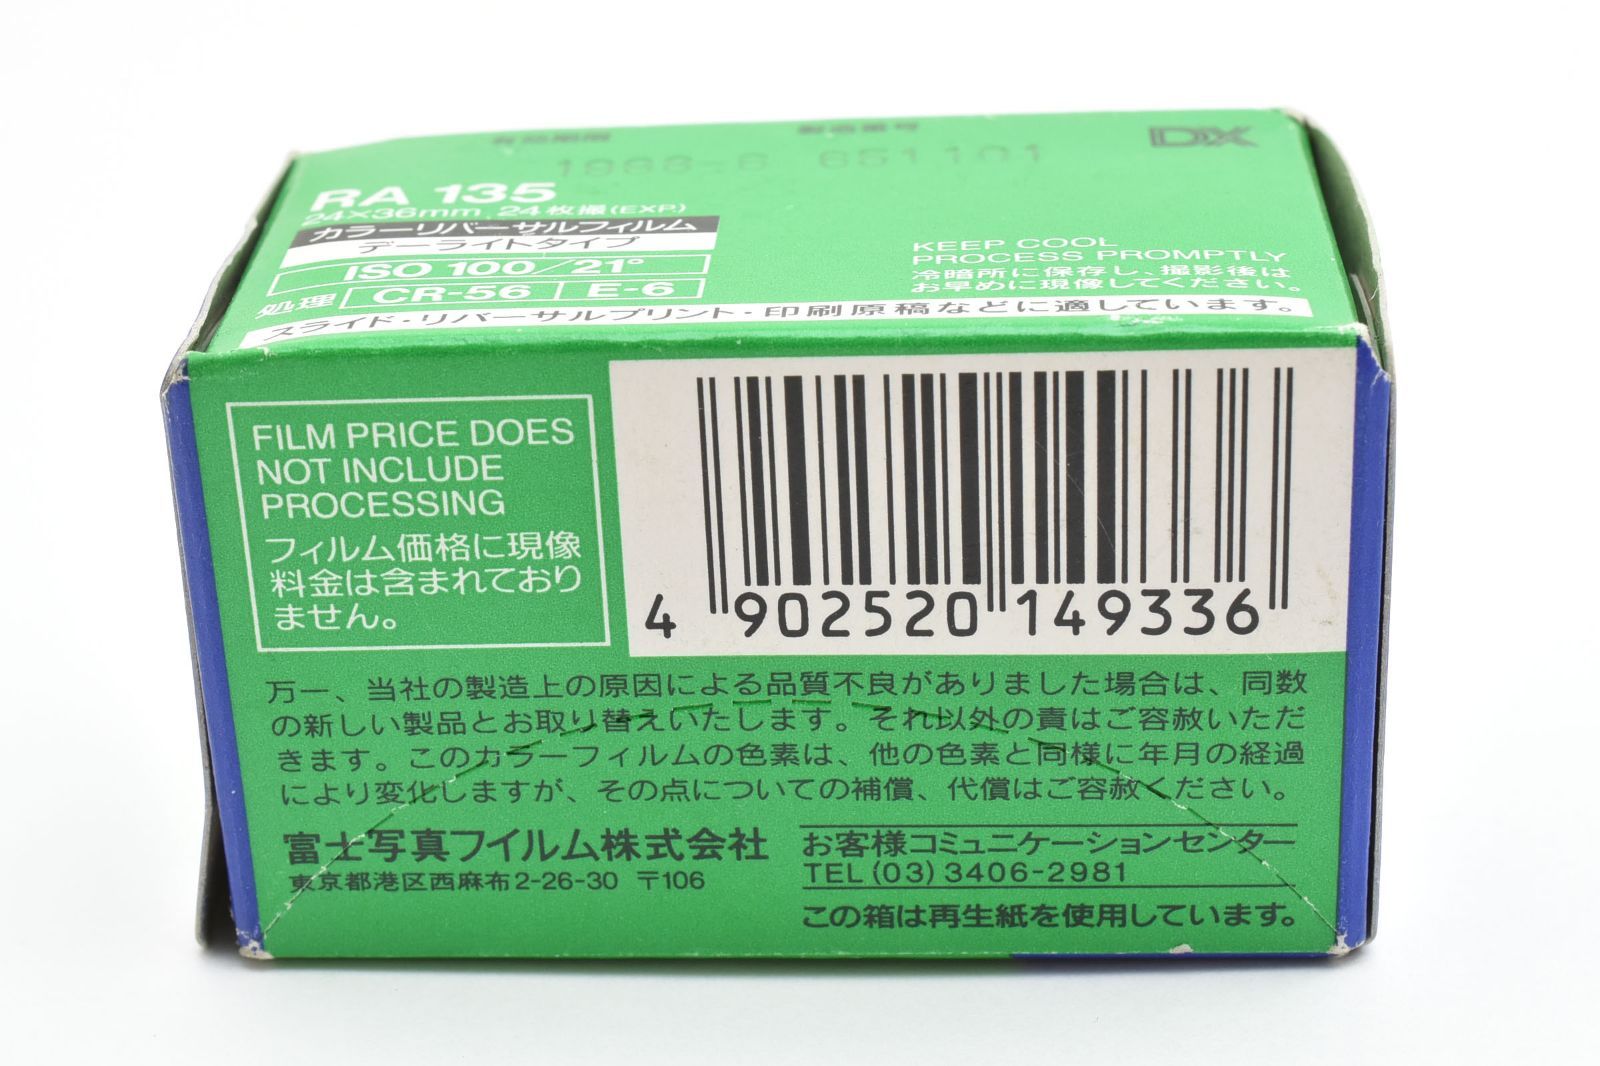 有効期限 製造番号
1998-8 651101 DX
RA 135
24×36mm 24枚撮(EXP.)
カラーリバーサルフィルム
デーライトタイプ
ISO 100/21°
処理 CR-56 E-6
KEEP COOL
PROCESS PROMPTLY
冷暗所に保存し、撮影後は
お早めに現像してください。
スライド・リバーサルプリント・印刷原稿などに適しています。
FILM PRICE DOES
NOT INCLUDE
PROCESSING
フィルム価格に現像
料金は含まれており
ません。
4 902520 149336
万一、当社の製造上の原因による品質不良がありました場合は、同数
の新しい製品とお取り替えいたします。それ以外の責はご容赦いただ
きます。このカラーフィルムの色素は、他の色素と同様に年月の経過
により変化しますが、その点についての補償、代償はご容赦ください。
富士写真フイルム株式会社
東京都港区西麻布2-26-30 〒106
お客様コミュニケーションセンター
TEL (03) 3406-2981
この箱は再生紙を使用しています。